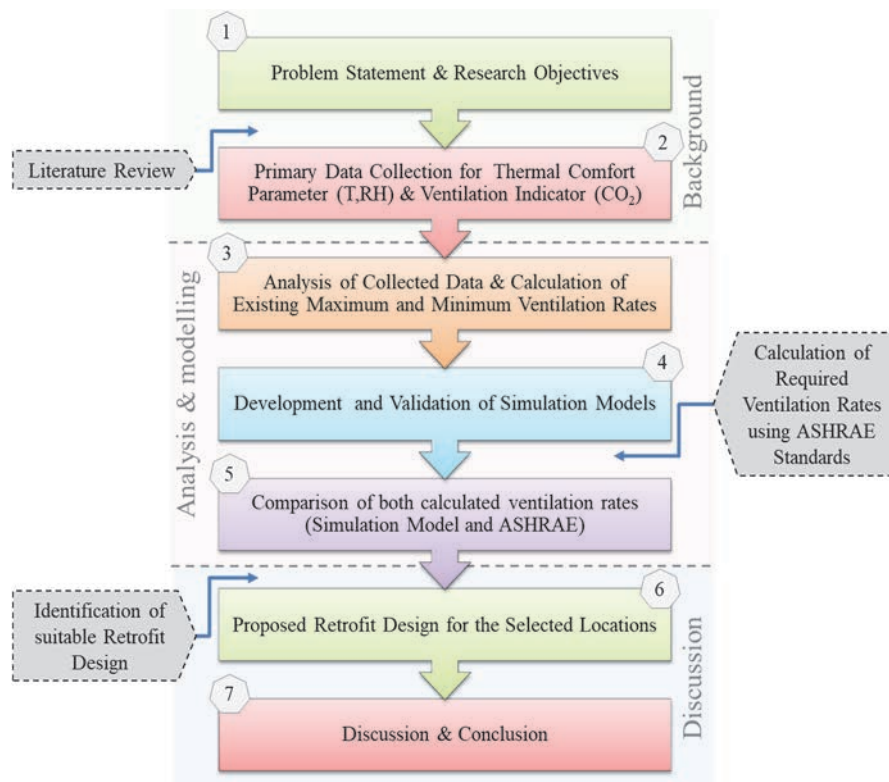 1
Problem Statement & Research Objectives
Background
Literature Review
2
Primary Data Collection for Thermal Comfort
Parameter (T,RH) & Ventilation Indicator (CO₂)
3
Analysis of Collected Data & Calculation of
Existing Maximum and Minimum Ventilation Rates
Analysis & modelling
4
Development and Validation of Simulation Models
Calculation of
Required
Ventilation Rates
using ASHRAE
Standards
5
Comparison of both calculated ventilation rates
(Simulation Model and ASHRAE)
Identification of
suitable Retrofit
Design
6
Proposed Retrofit Design for the Selected Locations
Discussion
7
Discussion & Conclusion